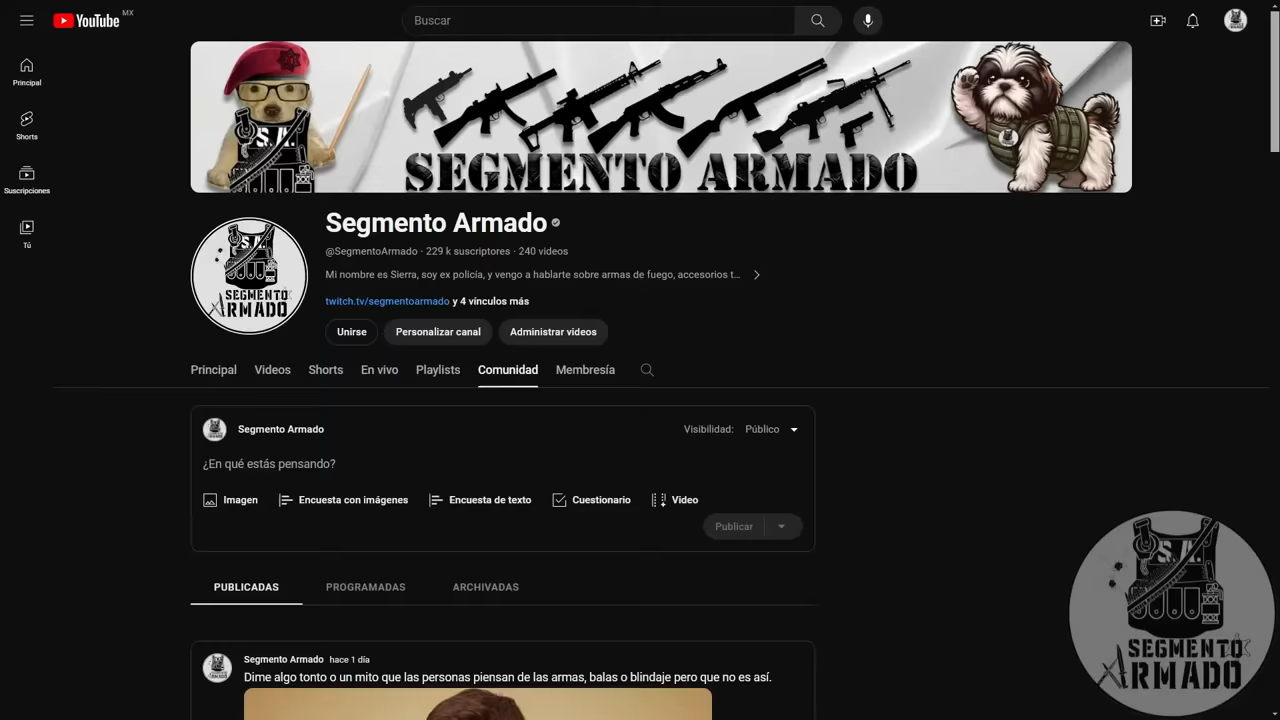 YouTube MX
Buscar
Principal
Shorts
Suscripciones
Tú
S.A.
SEGMENTO ARMADO
S.A.
SEGMENTO
ARMADO
Segmento Armado
@SegmentoArmado · 229 k suscriptores · 240 videos
Mi nombre es Sierra, soy ex policía, y vengo a hablarte sobre armas de fuego, accesorios t...
twitch.tv/segmentoarmado y 4 vínculos más
Unirse Personalizar canal Administrar videos
Principal Videos Shorts En vivo Playlists Comunidad Membresía
Segmento Armado Visibilidad: Público
¿En qué estás pensando?
Imagen Encuesta con imágenes Encuesta de texto Cuestionario Video
Publicar
PUBLICADAS PROGRAMADAS ARCHIVADAS
Segmento Armado hace 1 día
Dime algo tonto o un mito que las personas piensan de las armas, balas o blindaje pero que no es así.
S.A.
SEGMENTO
ARMADO